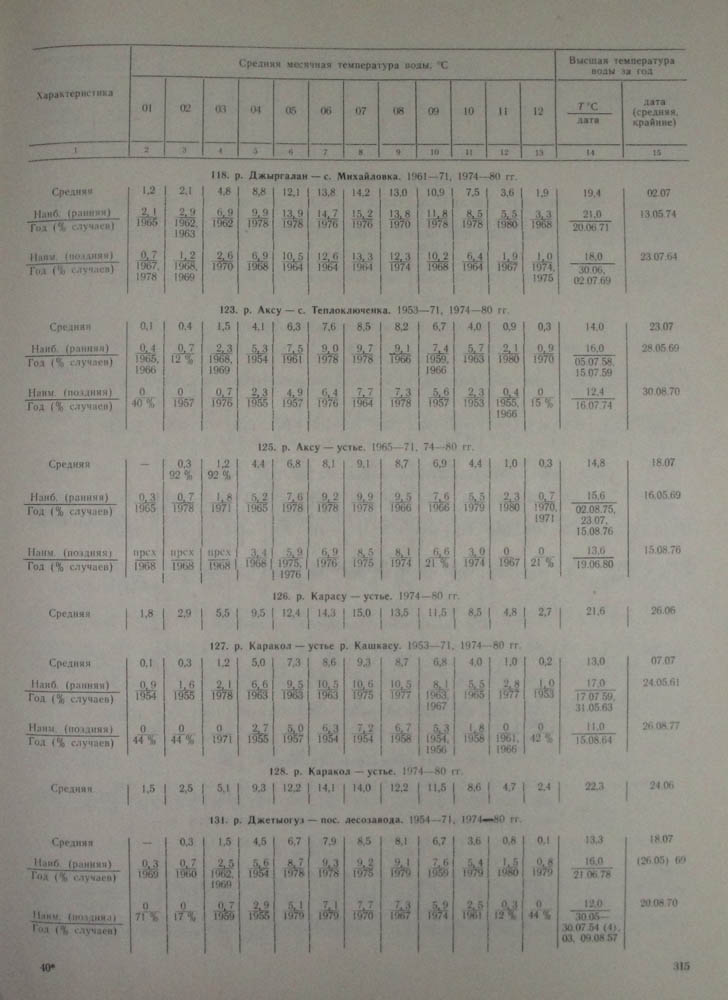 Характеристика | Средняя месячная температура воды, °С | Высшая температура воды за год
01 | 02 | 03 | 04 | 05 | 06 | 07 | 08 | 09 | 10 | 11 | 12 | Т °С / дата | дата (средняя, крайние)
1 | 2 | 3 | 4 | 5 | 6 | 7 | 8 | 9 | 10 | 11 | 12 | 13 | 14 | 15
118. р. Джыргалан — с. Михайловка. 1961—71, 1974—80 гг.
Средняя | 1,2 | 2,1 | 4,8 | 8,8 | 12,1 | 13,8 | 14,2 | 13,0 | 10,9 | 7,5 | 3,6 | 1,9 | 19,4 | 02.07
Наиб. (ранняя) | 2,1 | 2,9 | 6,9 | 9,9 | 13,9 | 14,7 | 15,2 | 13,8 | 11,8 | 8,5 | 5,5 | 3,3 | 21,0 | 13.05.74
Год (% случаев) | 1965 | 1962, | 1962 | 1978 | 1978 | 1976 | 1976 | 1970 | 1978 | 1978 | 1980 | 1968 | 20.06.71
1963
Наим. (поздняя) | 0,7 | 1,2 | 2,6 | 6,9 | 10,5 | 12,6 | 13,3 | 12,3 | 10,2 | 6,4 | 1,9 | 1,0 | 18,0 | 23.07.64
Год (% случаев) | 1967, | 1968, | 1970 | 1968 | 1964 | 1964 | 1964 | 1974 | 1968 | 1964 | 1967 | 1974, | 30.06,
1978 | 1969 | 1975 | 02.07.69
123. р. Аксу — с. Теплоключенка. 1953—71, 1974—80 гг.
Средняя | 0,1 | 0,4 | 1,5 | 4,1 | 6,3 | 7,6 | 8,5 | 8,2 | 6,7 | 4,0 | 0,9 | 0,3 | 14,0 | 23.07
Наиб. (ранняя) | 0,4 | 0,7 | 2,3 | 5,3 | 7,5 | 9,0 | 9,7 | 9,1 | 7,4 | 5,7 | 2,1 | 0,9 | 16,0 | 28.05.69
Год (% случаев) | 1965, | 12 % | 1968, | 1954 | 1961 | 1978 | 1978 | 1966 | 1959, | 1963 | 1980 | 1970 | 05.07.58,
1966 | 1969 | 1966 | 15.07.59
Наим. (поздняя) | 0 | 0 | 0,7 | 2,3 | 4,9 | 6,4 | 7,7 | 7,3 | 5,6 | 2,3 | 0,4 | 0 | 12,4 | 30.08.70
Год (% случаев) | 40 % | 1957 | 1976 | 1955 | 1957 | 1976 | 1964 | 1978 | 1957 | 1953 | 1955, | 15 % | 16.07.74
1966
125. р. Аксу — устье. 1965—71, 74—80 гг.
Средняя | — | 0,3 | 1,2 | 4,4 | 6,8 | 8,1 | 9,1 | 8,7 | 6,9 | 4,4 | 1,0 | 0,3 | 14,8 | 18.07
92 % | 92 %
Наиб. (ранняя) | 0,3 | 0,7 | 1,8 | 5,2 | 7,6 | 9,2 | 9,9 | 9,5 | 7,6 | 5,5 | 2,3 | 0,7 | 15,6 | 16.05.69
Год (% случаев) | 1965 | 1978 | 1971 | 1965 | 1978 | 1978 | 1978 | 1966 | 1966 | 1979 | 1980 | 1970, | 02.08.75,
1971 | 23.07,
15.08.76
Наим. (поздняя) | прсх | прсх | прсх | 3,4 | 5,9 | 6,9 | 8,5 | 8,1 | 6,6 | 3,0 | 0 | 0 | 13,6 | 15.08.76
Год (% случаев) | 1968 | 1968 | 1968 | 1968 | 1975, | 1976 | 1975 | 1974 | 21 % | 1974 | 1967 | 21 % | 19.06.80
1976
126. р. Карасу — устье. 1974—80 гг.
Средняя | 1,8 | 2,9 | 5,5 | 9,5 | 12,4 | 14,3 | 15,0 | 13,5 | 11,5 | 8,5 | 4,8 | 2,7 | 21,6 | 26.06
127. р. Каракол — устье р. Кашкасу. 1953—71, 1974—80 гг.
Средняя | 0,1 | 0,3 | 1,2 | 5,0 | 7,3 | 8,6 | 9,3 | 8,7 | 6,8 | 4,0 | 1,0 | 0,2 | 13,0 | 07.07
Наиб. (ранняя) | 0,9 | 1,6 | 2,1 | 6,6 | 9,5 | 10,5 | 10,6 | 10,5 | 8,1 | 5,5 | 2,8 | 1,0 | 17,0 | 24.05.61
Год (% случаев) | 1954 | 1955 | 1978 | 1963 | 1963 | 1963 | 1975 | 1977 | 1963, | 1965 | 1977 | 1953 | 17.07.59,
1967 | 31.05.63
Наим. (поздняя) | 0 | 0 | 0 | 2,7 | 5,0 | 6,3 | 7,2 | 6,7 | 5,3 | 1,8 | 0 | 0 | 11,0 | 26.08.77
Год (% случаев) | 44 % | 44 % | 1971 | 1955 | 1957 | 1954 | 1954 | 1958 | 1954, | 1958 | 1961, | 42 % | 15.08.64
1956 | 1966
128. р. Каракол — устье. 1974—80 гг.
Средняя | 1,5 | 2,5 | 5,1 | 9,3 | 12,2 | 14,1 | 14,0 | 12,2 | 11,5 | 8,6 | 4,7 | 2,4 | 22,3 | 24.06
131. р. Джетыогуз — пос. лесозавода. 1954—71, 1974—80 гг.
Средняя | — | 0,3 | 1,5 | 4,5 | 6,7 | 7,9 | 8,5 | 8,1 | 6,7 | 3,6 | 0,8 | 0,1 | 13,3 | 18.07
Наиб. (ранняя) | 0,3 | 0,7 | 2,5 | 5,6 | 8,7 | 9,3 | 9,2 | 9,1 | 7,6 | 5,4 | 1,5 | 0,8 | 16,0 | (26.05) 69
Год (% случаев) | 1969 | 1960 | 1962, | 1954 | 1978 | 1978 | 1975 | 1979 | 1959 | 1979 | 1980 | 1979 | 21.06.78
1969
Наим. (поздняя) | 0 | 0 | 0,7 | 2,9 | 5,1 | 7,1 | 7,7 | 7,3 | 5,9 | 2,5 | 0,3 | 0 | 12,0 | 20.08.70
Год (% случаев) | 71 % | 17 % | 1959 | 1955 | 1979 | 1979 | 1970 | 1967 | 1974 | 1961 | 12 % | 44 % | 30.05—
30.07.54 (4),
03, 09.08.57
40* | 315